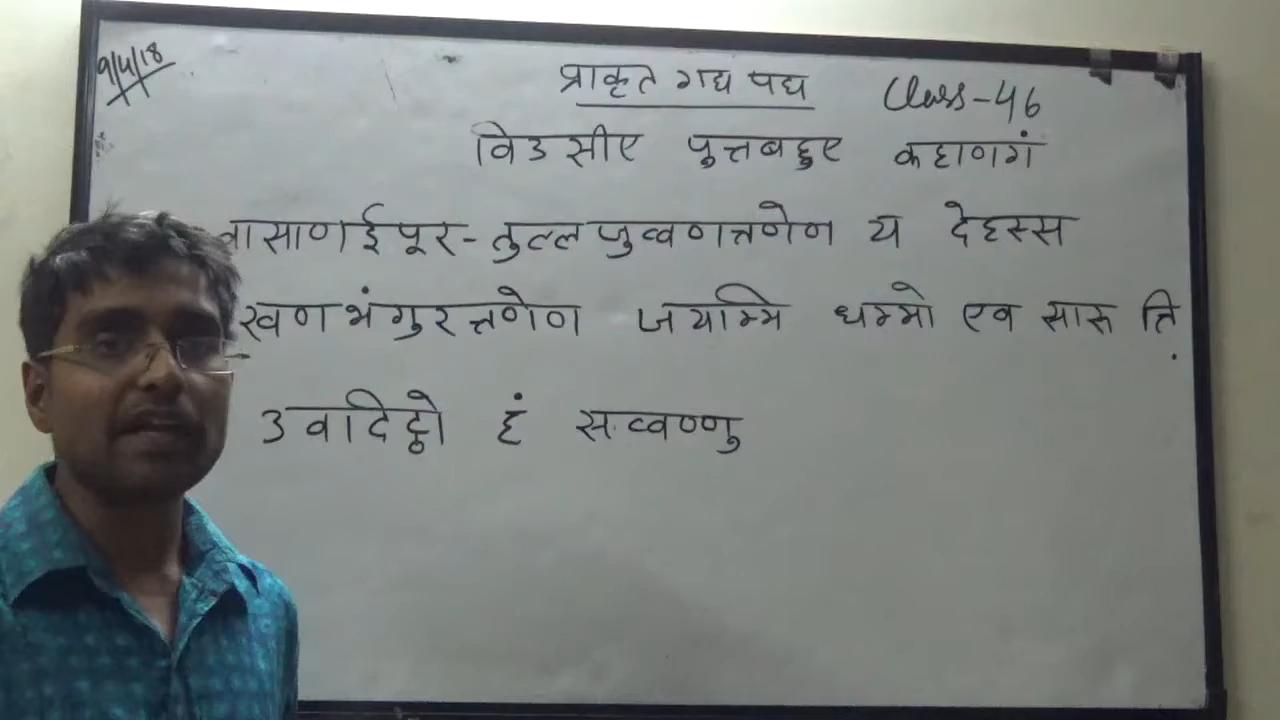 9/4/18
प्राकृत गद्य पद्य Class-46
विउसीए पुत्तबहुए कहाणगं
वासाणईपूर-तुल्लजुव्वणत्तणेण य देहस्स
खणभंगुरत्तणेण जयम्मि धम्मो एव सारु त्ति
उवादिट्ठो हं सव्वण्णु